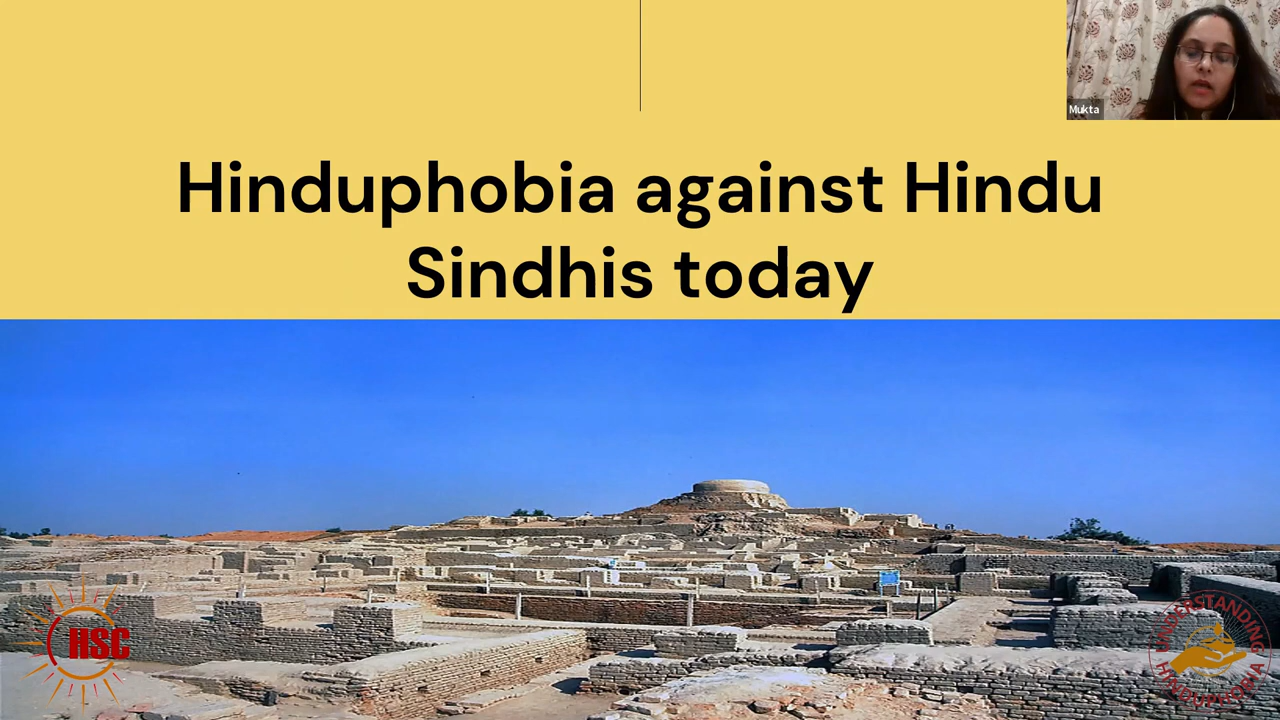 Mukta
Hinduphobia against Hindu
Sindhis today
HSC
UNDERSTANDING
HINDUPHOBIA